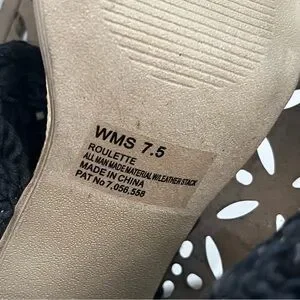 WMS 7.5
ROULETTE
ALL MAN MADE MATERIAL W/LEATHER STACK
MADE IN CHINA
PAT No 7,056,558